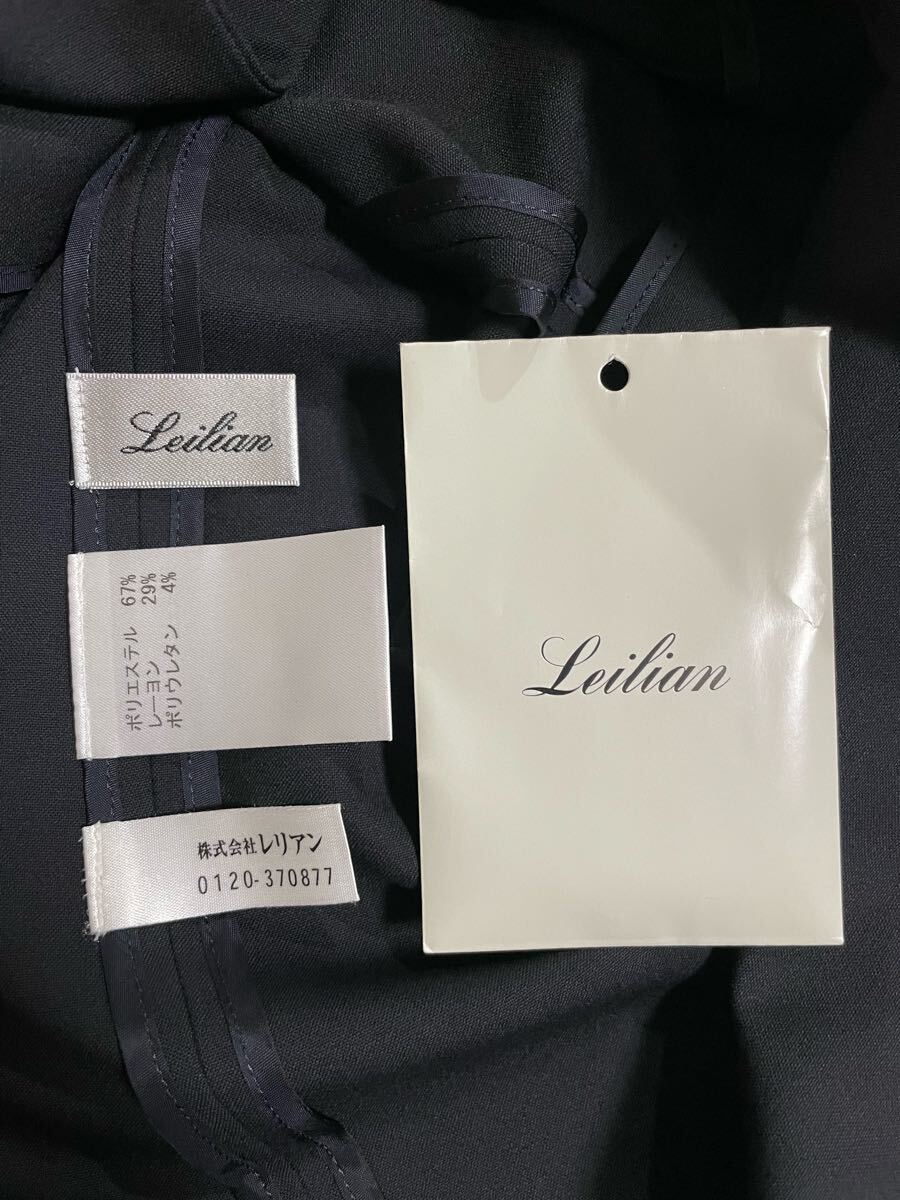 Leilian
ポリエステル 67%
レーヨン 29%
ポリウレタン 4%
株式会社レリアン
0120-370877
Leilian